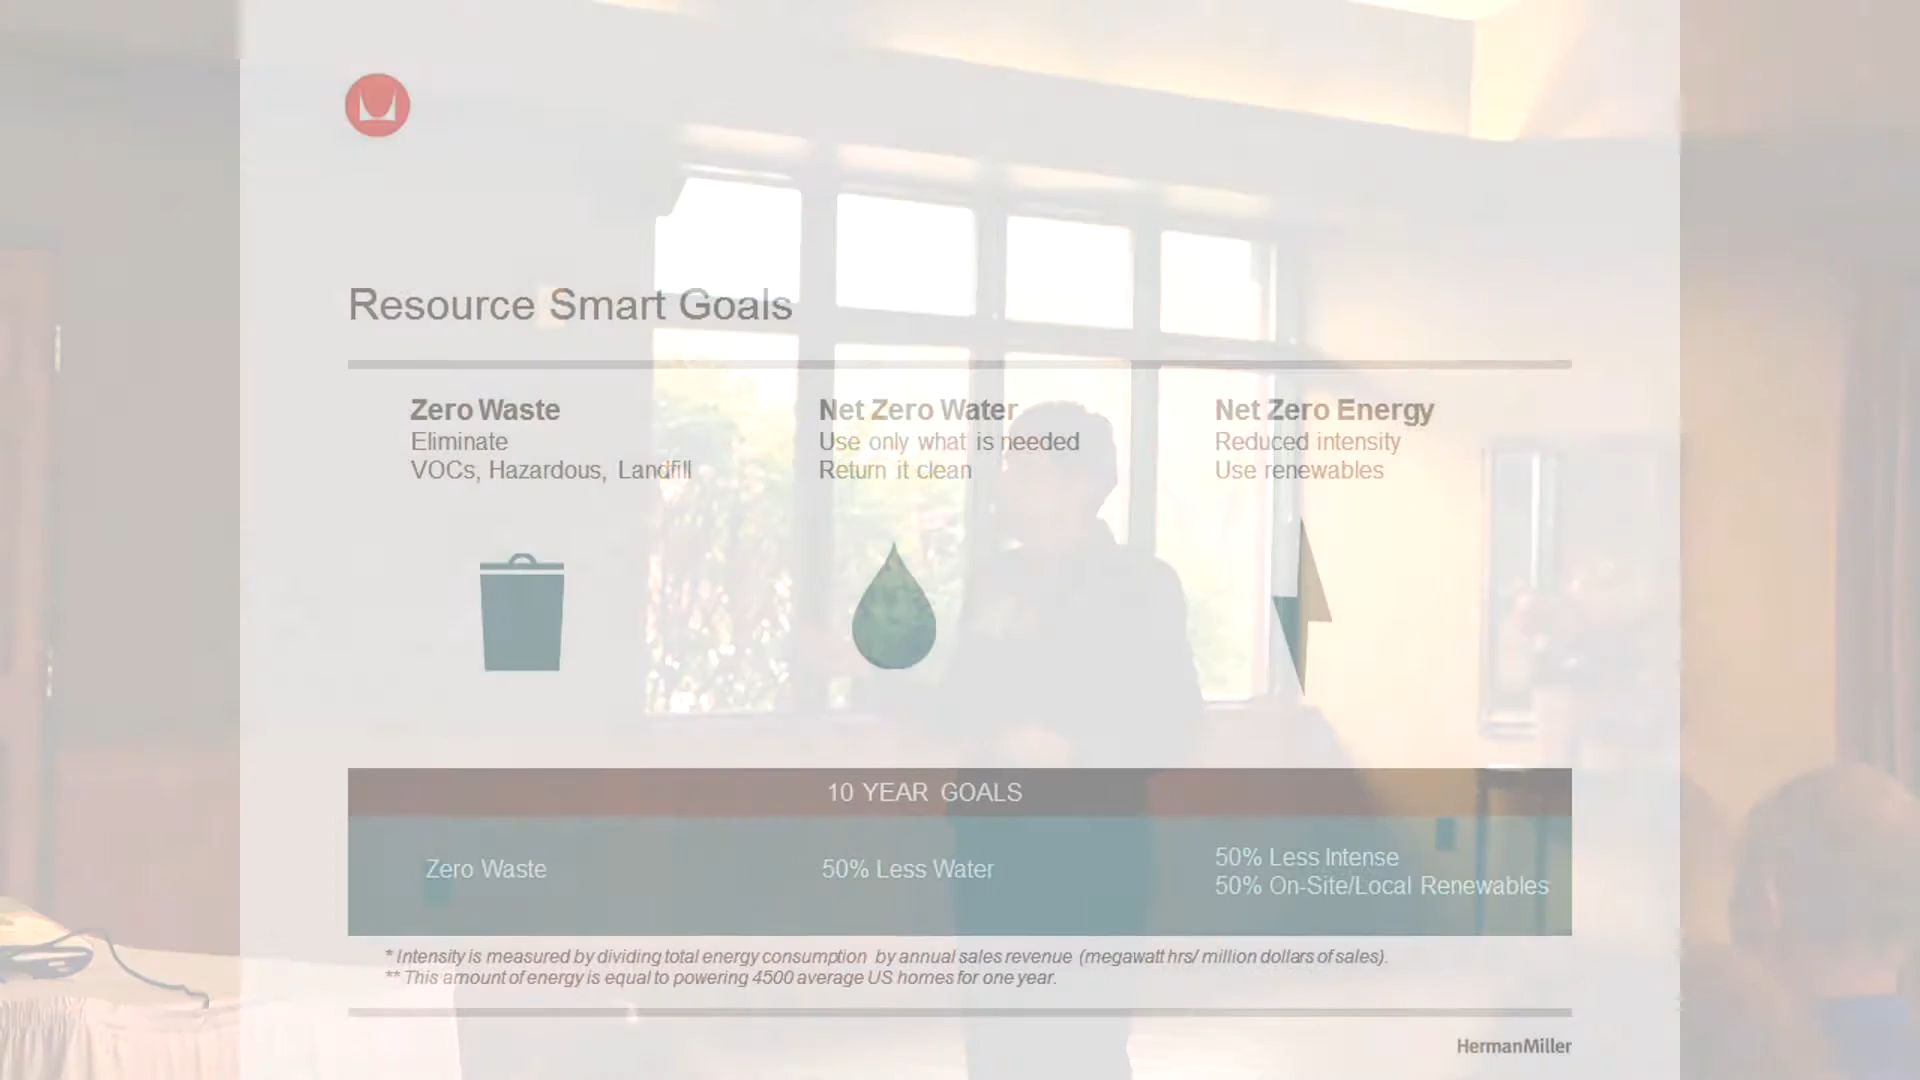 Resource Smart Goals
Zero Waste
Eliminate
VOCs, Hazardous, Landfill
Net Zero Water
Use only what is needed
Return it clean
Net Zero Energy
Reduced intensity
Use renewables
10 YEAR GOALS
Zero Waste
50% Less Water
50% Less Intense
50% On-Site/Local Renewables
* Intensity is measured by dividing total energy consumption by annual sales revenue (megawatt hrs/ million dollars of sales).
** This amount of energy is equal to powering 4500 average US homes for one year.
HermanMiller